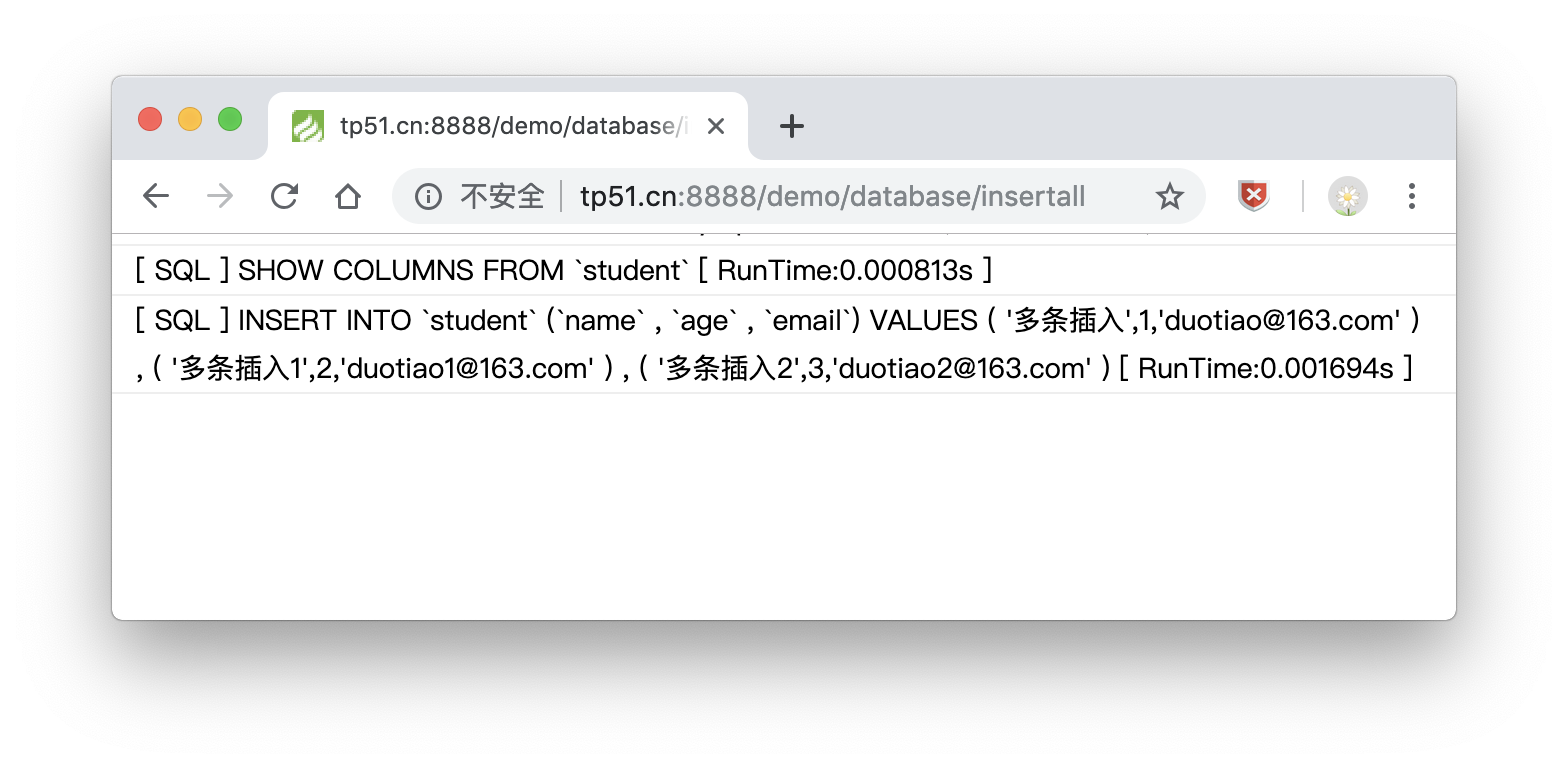 tp51.cn:8888/demo/database/i
不安全 tp51.cn:8888/demo/database/insertall
[ SQL ] SHOW COLUMNS FROM `student` [ RunTime:0.000813s ]
[ SQL ] INSERT INTO `student` (`name` , `age` , `email`) VALUES ( '多条插入',1,'duotiao@163.com' )
, ( '多条插入1',2,'duotiao1@163.com' ) , ( '多条插入2',3,'duotiao2@163.com' ) [ RunTime:0.001694s ]